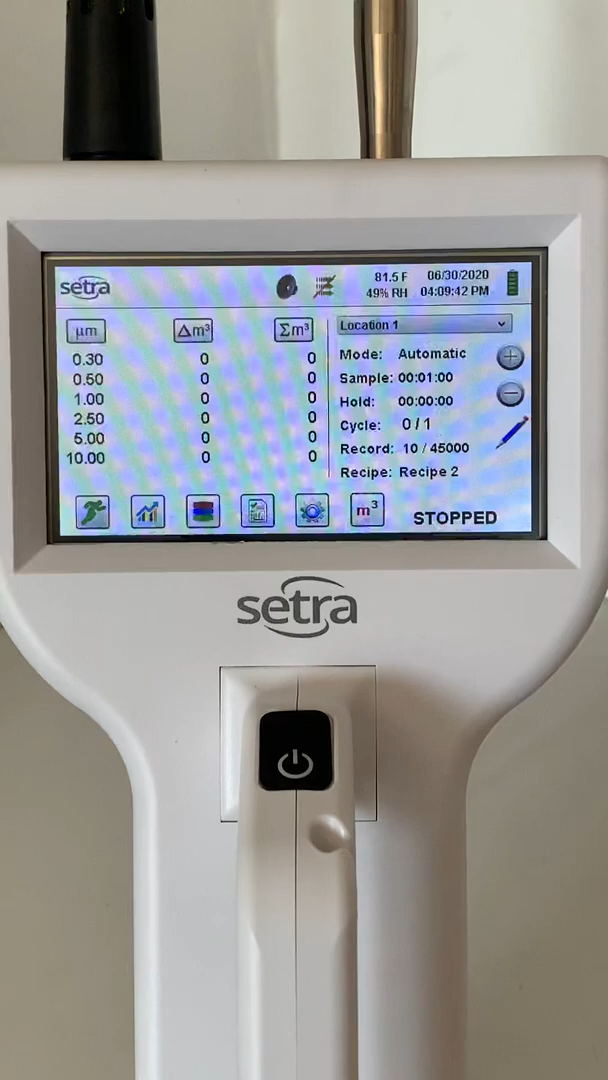 setra
81.5 F 06/30/2020
49% RH 04:09:42 PM
µm Δm³ Σm³
0.30 0 0
0.50 0 0
1.00 0 0
2.50 0 0
5.00 0 0
10.00 0 0
Location 1
Mode: Automatic
Sample: 00:01:00
Hold: 00:00:00
Cycle: 0 / 1
Record: 10 / 45000
Recipe: Recipe 2
m³ STOPPED
setra